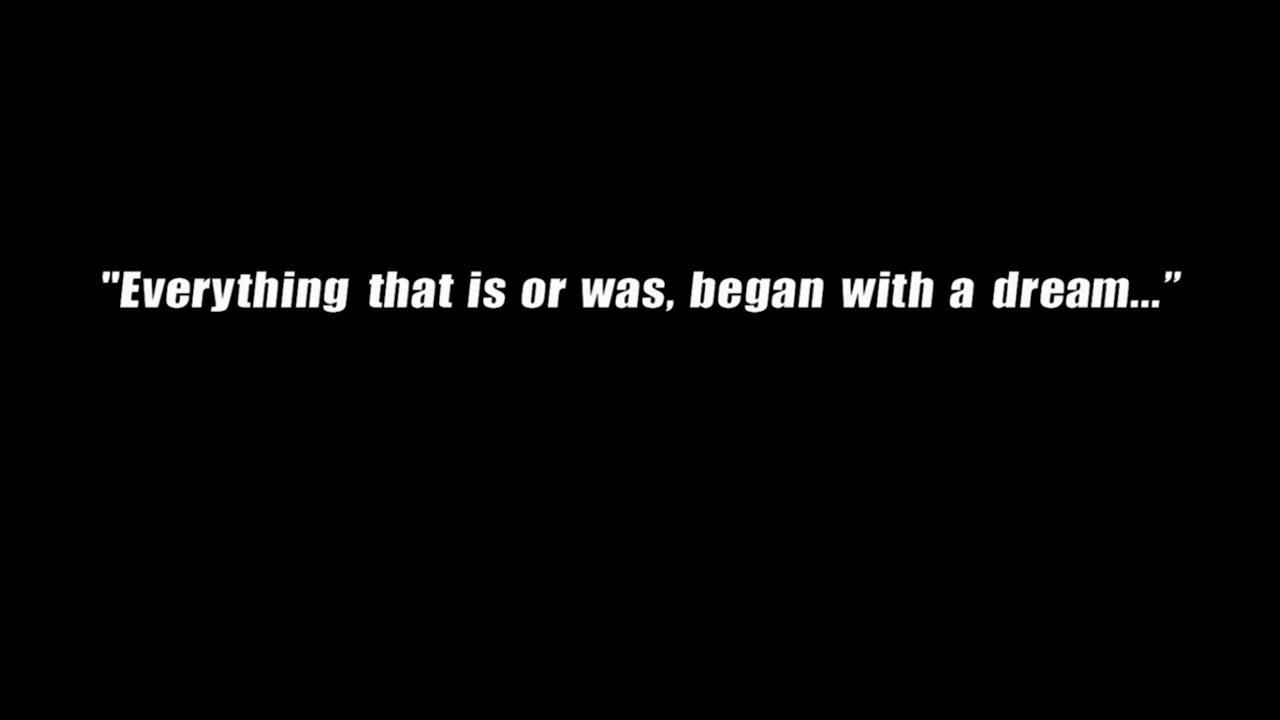 "Everything that is or was, began with a dream...”